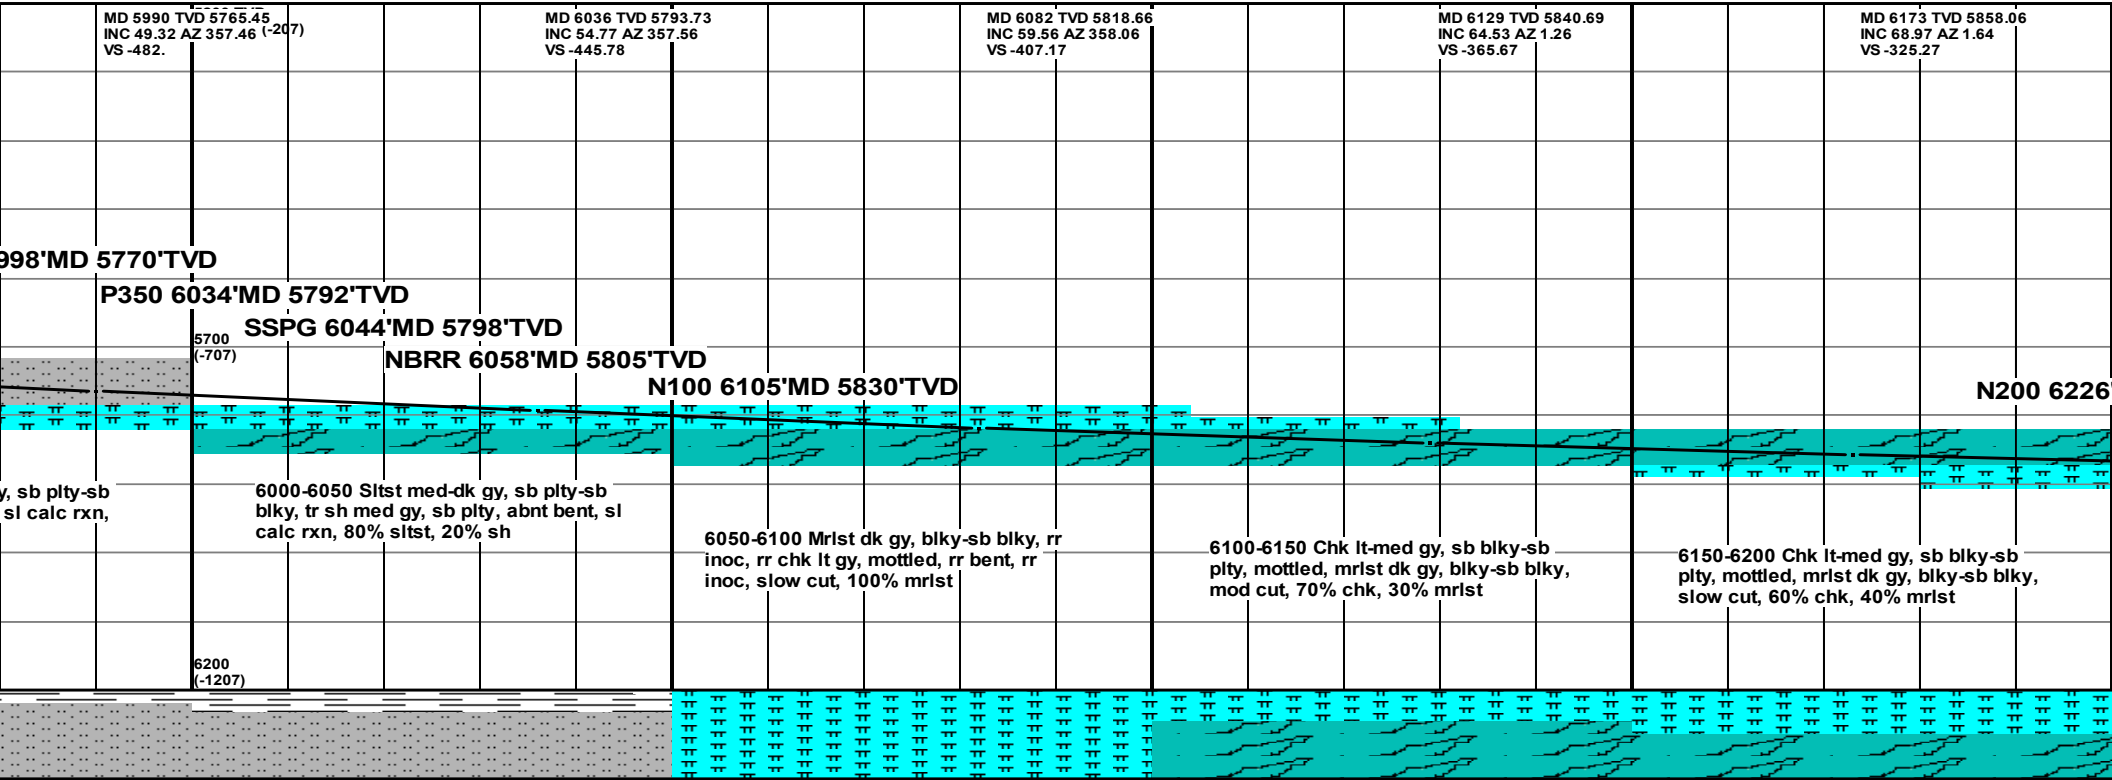 MD 5990 TVD 5765.45
INC 49.32 AZ 357.46
VS -482.
(-207)
MD 6036 TVD 5793.73
INC 54.77 AZ 357.56
VS -445.78
MD 6082 TVD 5818.66
INC 59.56 AZ 358.06
VS -407.17
MD 6129 TVD 5840.69
INC 64.53 AZ 1.26
VS -365.67
MD 6173 TVD 5858.06
INC 68.97 AZ 1.64
VS -325.27
998'MD 5770'TVD
P350 6034'MD 5792'TVD
SSPG 6044'MD 5798'TVD
5700
(-707)
NBRR 6058'MD 5805'TVD
N100 6105'MD 5830'TVD
N200 6226'
y, sb plty-sb
sl calc rxn,
6000-6050 Sltst med-dk gy, sb plty-sb
blky, tr sh med gy, sb plty, abnt bent, sl
calc rxn, 80% sltst, 20% sh
6050-6100 Mrlst dk gy, blky-sb blky, rr
inoc, rr chk lt gy, mottled, rr bent, rr
inoc, slow cut, 100% mrlst
6100-6150 Chk lt-med gy, sb blky-sb
plty, mottled, mrlst dk gy, blky-sb blky,
mod cut, 70% chk, 30% mrlst
6150-6200 Chk lt-med gy, sb blky-sb
plty, mottled, mrlst dk gy, blky-sb blky,
slow cut, 60% chk, 40% mrlst
6200
(-1207)